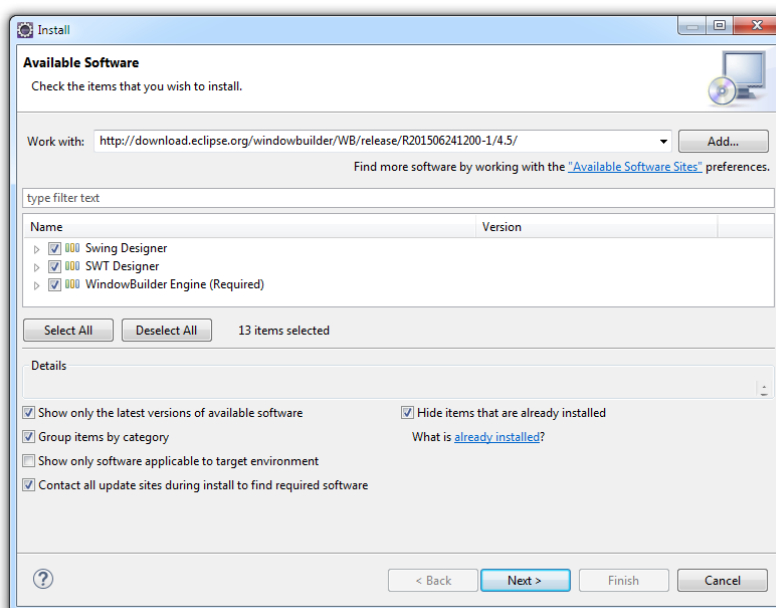 Install
Available Software
Check the items that you wish to install.
Work with: http://download.eclipse.org/windowbuilder/WB/release/R201506241200-1/4.5/ Add...
Find more software by working with the "Available Software Sites" preferences.
type filter text
Name Version
Swing Designer
SWT Designer
WindowBuilder Engine (Required)
Select All Deselect All 13 items selected
Details
Show only the latest versions of available software Hide items that are already installed
Group items by category What is already installed?
Show only software applicable to target environment
Contact all update sites during install to find required software
? < Back Next > Finish Cancel